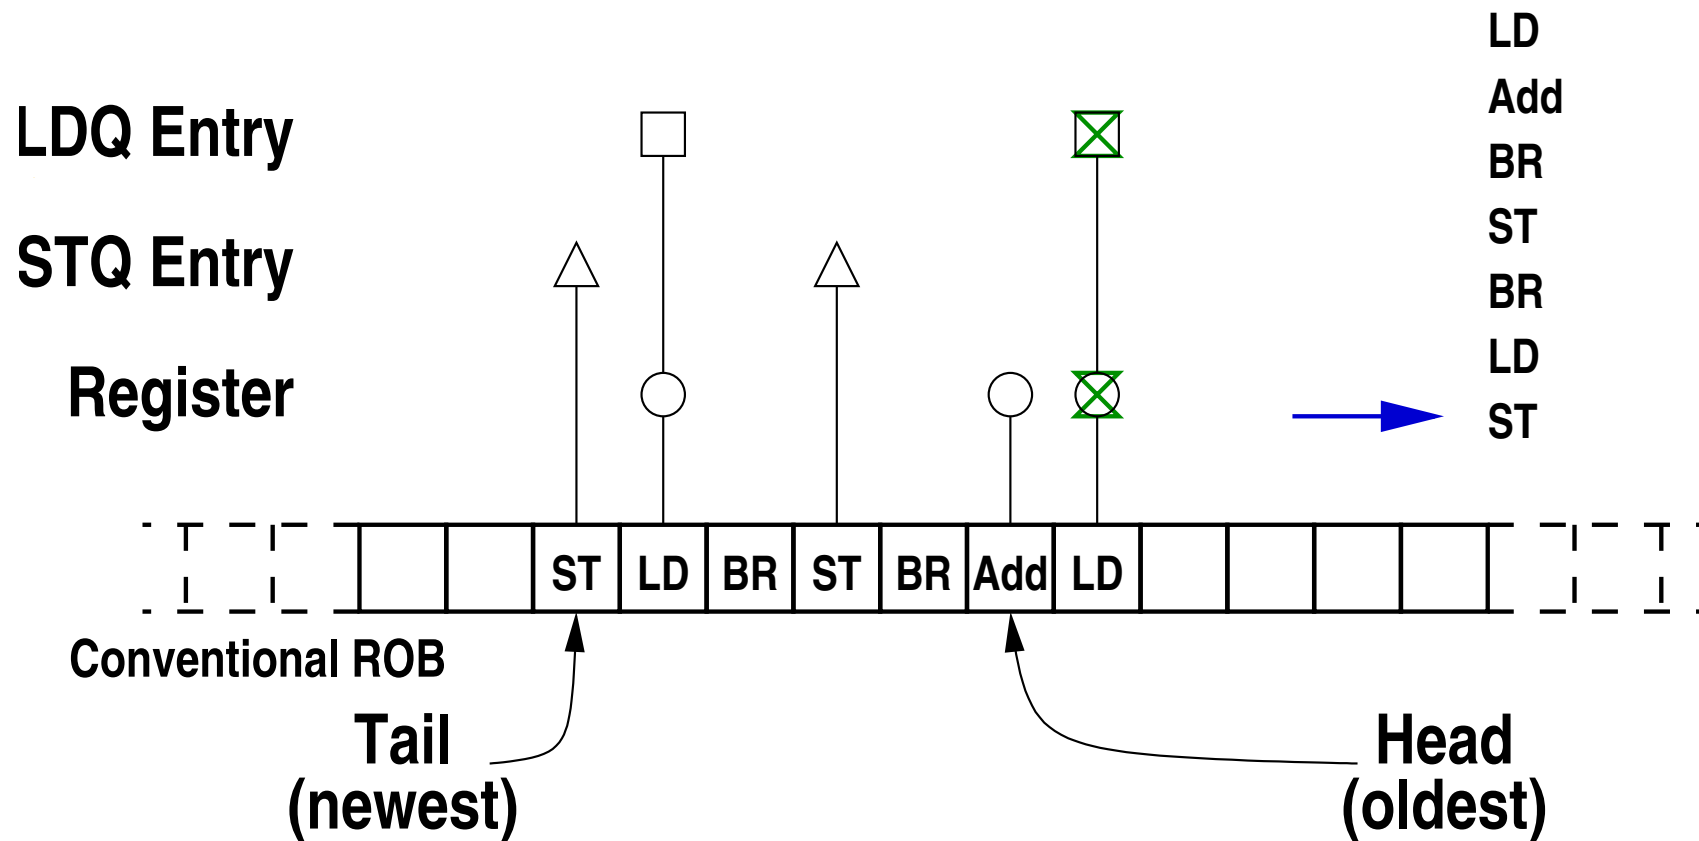 LD
Add
LDQ Entry
BR
ST
STQ Entry
BR
LD
Register
ST
ST LD BR ST BR Add LD
Conventional ROB
Tail
(newest)
Head
(oldest)